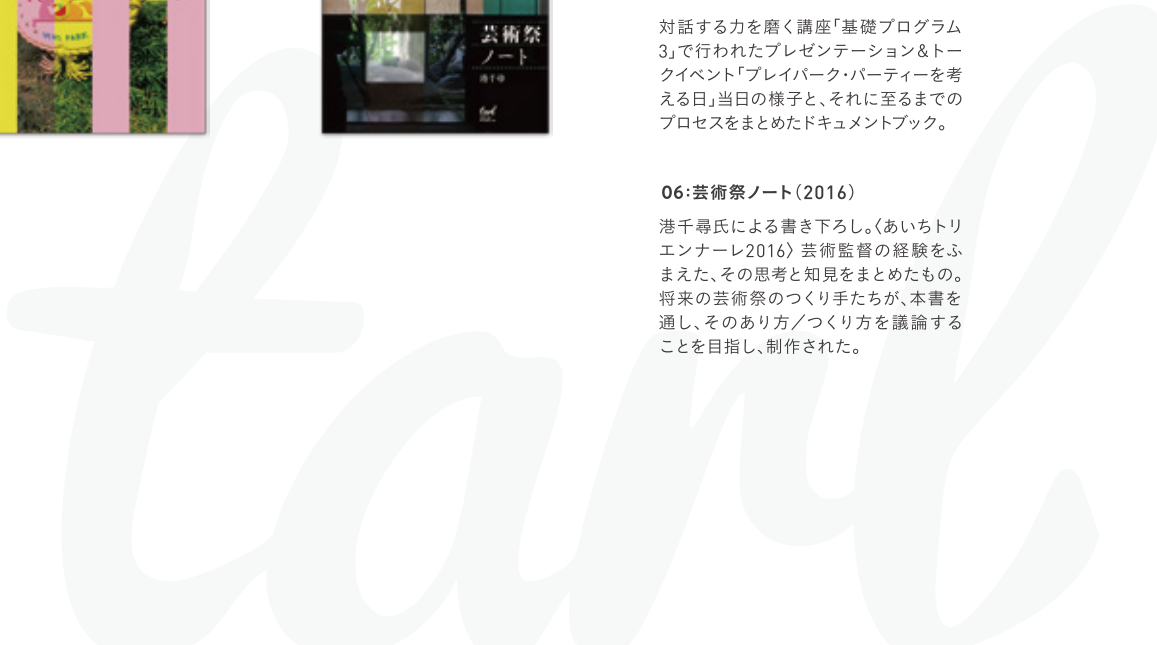 PARK
芸術祭
ノート
港千尋
tarl
対話する力を磨く講座「基礎プログラム
3」で行われたプレゼンテーション&トー
クイベント「プレイパーク・パーティーを考
える日」当日の様子と、それに至るまでの
プロセスをまとめたドキュメントブック。
06:芸術祭ノート(2016)
港千尋氏による書き下ろし。〈あいちトリ
エンナーレ2016〉芸術監督の経験をふ
まえた、その思考と知見をまとめたもの。
将来の芸術祭のつくり手たちが、本書を
通し、そのあり方/つくり方を議論する
ことを目指し、制作された。
tarl